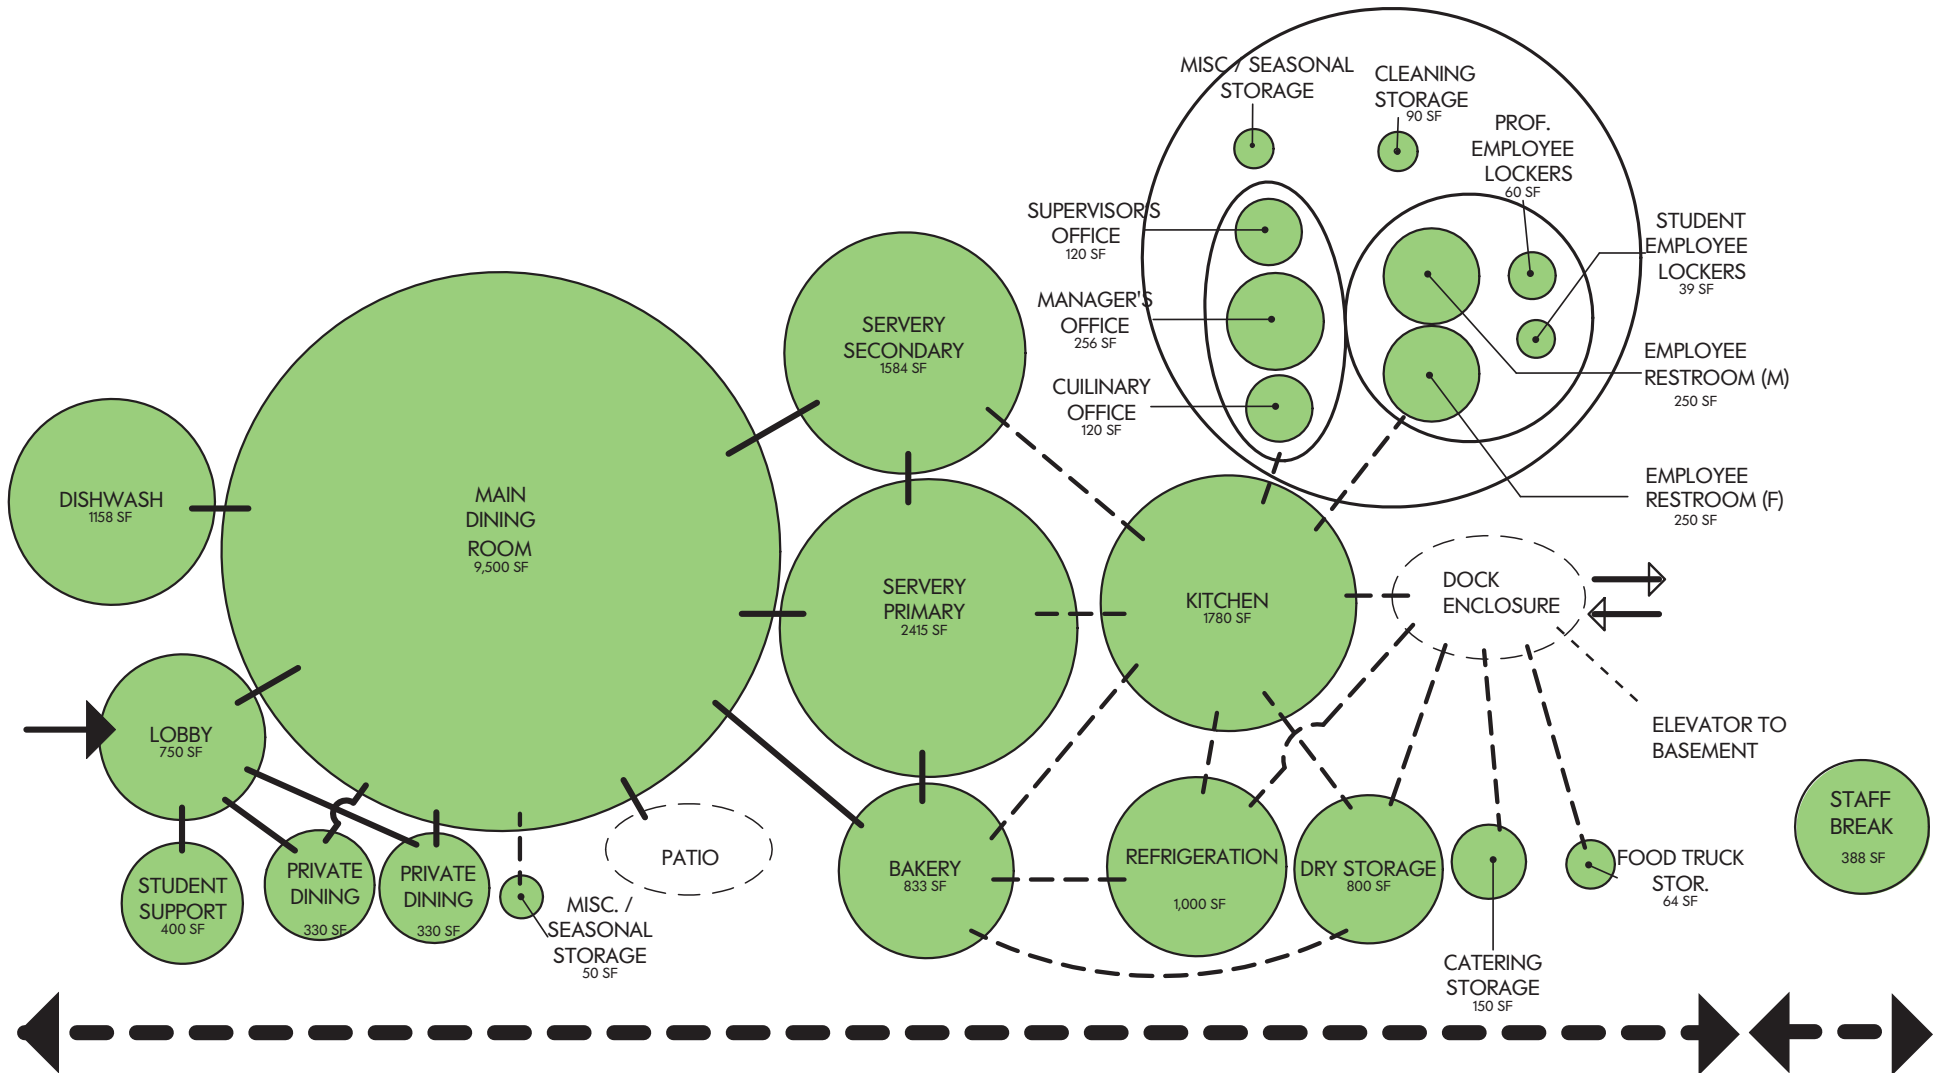 MISC / SEASONAL
STORAGE
CLEANING
STORAGE
90 SF
PROF.
EMPLOYEE
LOCKERS
60 SF
SUPERVISOR'S
OFFICE
120 SF
STUDENT
EMPLOYEE
LOCKERS
39 SF
MANAGER'S
OFFICE
256 SF
EMPLOYEE
RESTROOM (M)
250 SF
CUILINARY
OFFICE
120 SF
EMPLOYEE
RESTROOM (F)
250 SF
SERVERY
SECONDARY
1584 SF
DISHWASH
1158 SF
MAIN
DINING
ROOM
9,500 SF
SERVERY
PRIMARY
2415 SF
KITCHEN
1780 SF
DOCK
ENCLOSURE
LOBBY
750 SF
ELEVATOR TO
BASEMENT
STUDENT
SUPPORT
400 SF
PRIVATE
DINING
330 SF
PRIVATE
DINING
330 SF
MISC. /
SEASONAL
STORAGE
50 SF
PATIO
BAKERY
833 SF
REFRIGERATION
1,000 SF
DRY STORAGE
800 SF
CATERING
STORAGE
150 SF
FOOD TRUCK
STOR.
64 SF
STAFF
BREAK
388 SF